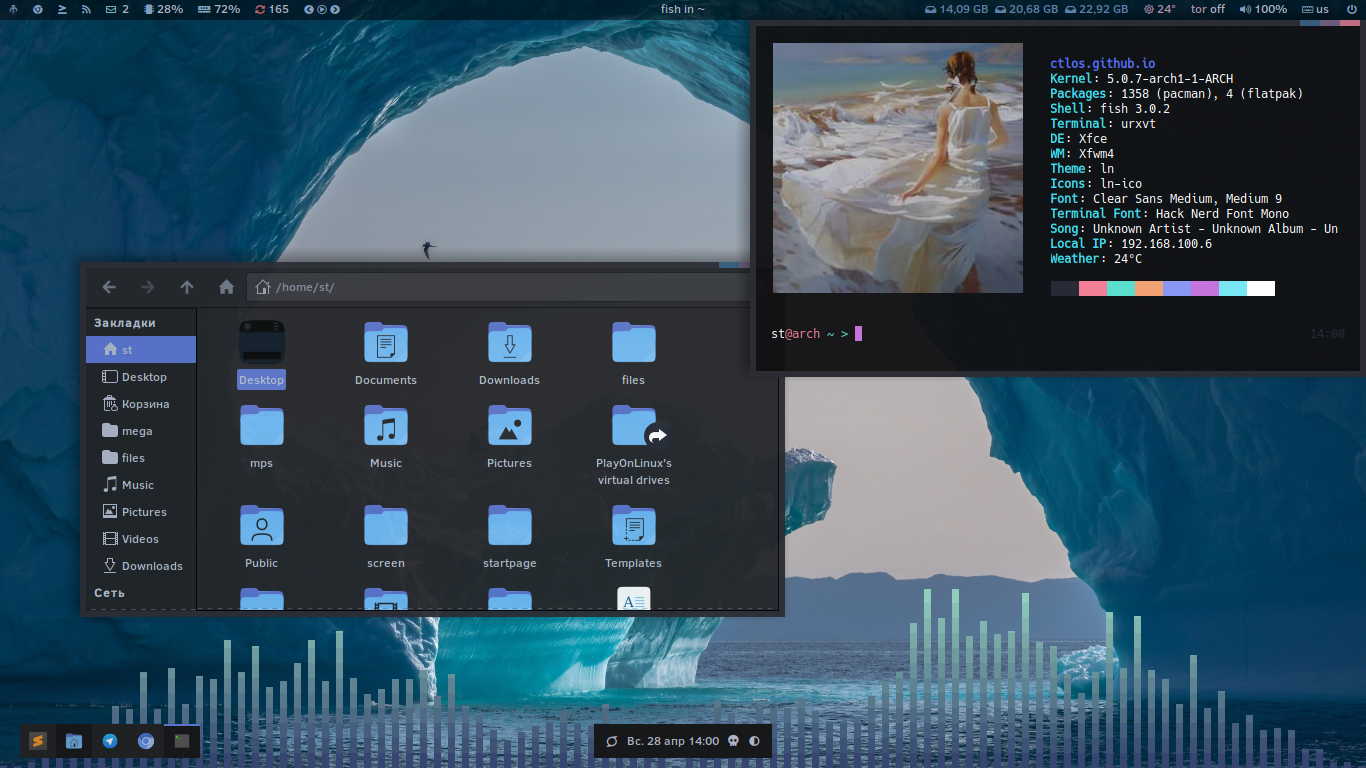 2 28% 72% 165 fish in ~ 14,09 GB 20,68 GB 22,92 GB 24° tor off 100% us
ctlos.github.io
Kernel: 5.0.7-arch1-1-ARCH
Packages: 1358 (pacman), 4 (flatpak)
Shell: fish 3.0.2
Terminal: urxvt
DE: Xfce
WM: Xfwm4
Theme: ln
Icons: ln-ico
Font: Clear Sans Medium, Medium 9
Terminal Font: Hack Nerd Font Mono
Song: Unknown Artist - Unknown Album - Un
Local IP: 192.168.100.6
Weather: 24°C
st@arch ~ > 14:00
/home/st/
Закладки
st
Desktop
Корзина
mega
files
Music
Pictures
Videos
Downloads
Сеть
Desktop Documents Downloads files
mps Music Pictures PlayOnLinux's
virtual drives
Public screen startpage Templates
Вс. 28 апр 14:00